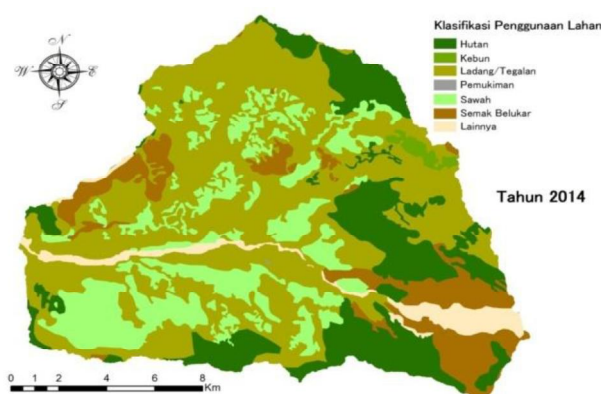 Klasifikasi Penggunaan Lahan
N
W E
S
Hutan
Kebun
Ladang/Tegalan
Pemukiman
Sawah
Semak Belukar
Lainnya
Tahun 2014
0 1 2 4 6 8
Km